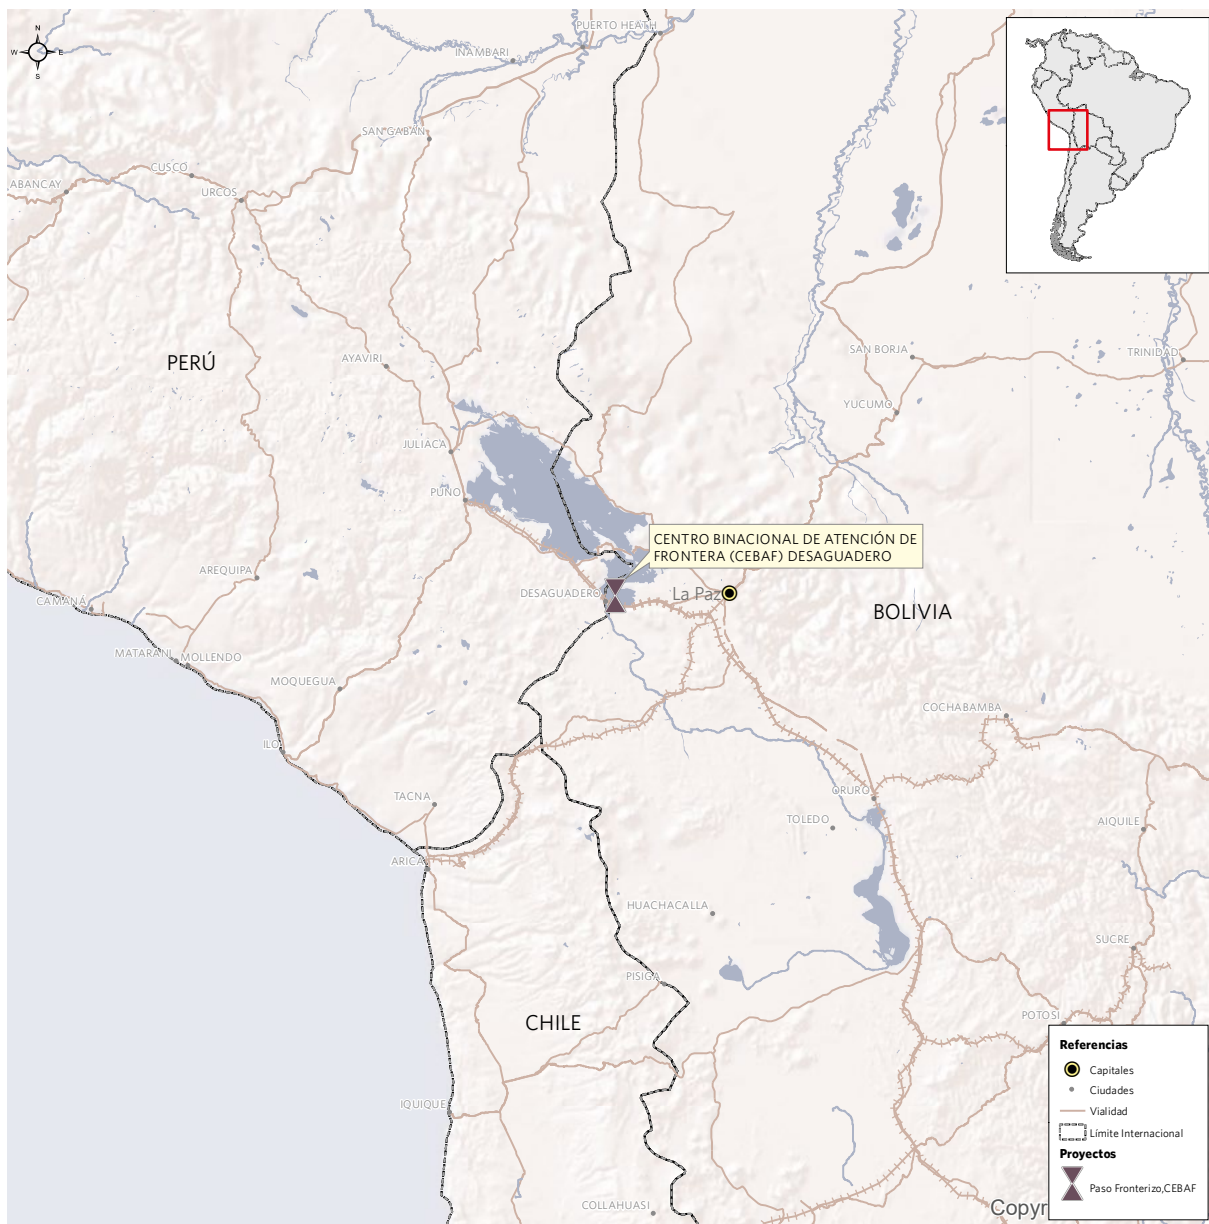 N
W
E
S
PUERTO HEATH
INAMBARI
SAN GABÁN
CUSCO
ABANCAY
URCOS
SAN BORJA
TRINIDAD
PERÚ
AYAVIRI
YUCUMO
JULIACA
PUNO
CENTRO BINACIONAL DE ATENCIÓN DE
FRONTERA (CEBAF) DESAGUADERO
AREQUIPA
DESAGUADERO
La Paz
CAMANÁ
BOLIVIA
MATARANI
MOLLENDO
MOQUEGUA
COCHABAMBA
ILO
TACNA
ORURO
TOLEDO
AIQUILE
ARICA
HUACHACALLA
SUCRE
PISIGA
CHILE
POTOSÍ
IQUIQUE
COLLAHUASI
Referencias
Capitales
Ciudades
Vialidad
Límite Internacional
Proyectos
Paso Fronterizo,CEBAF
Copyr